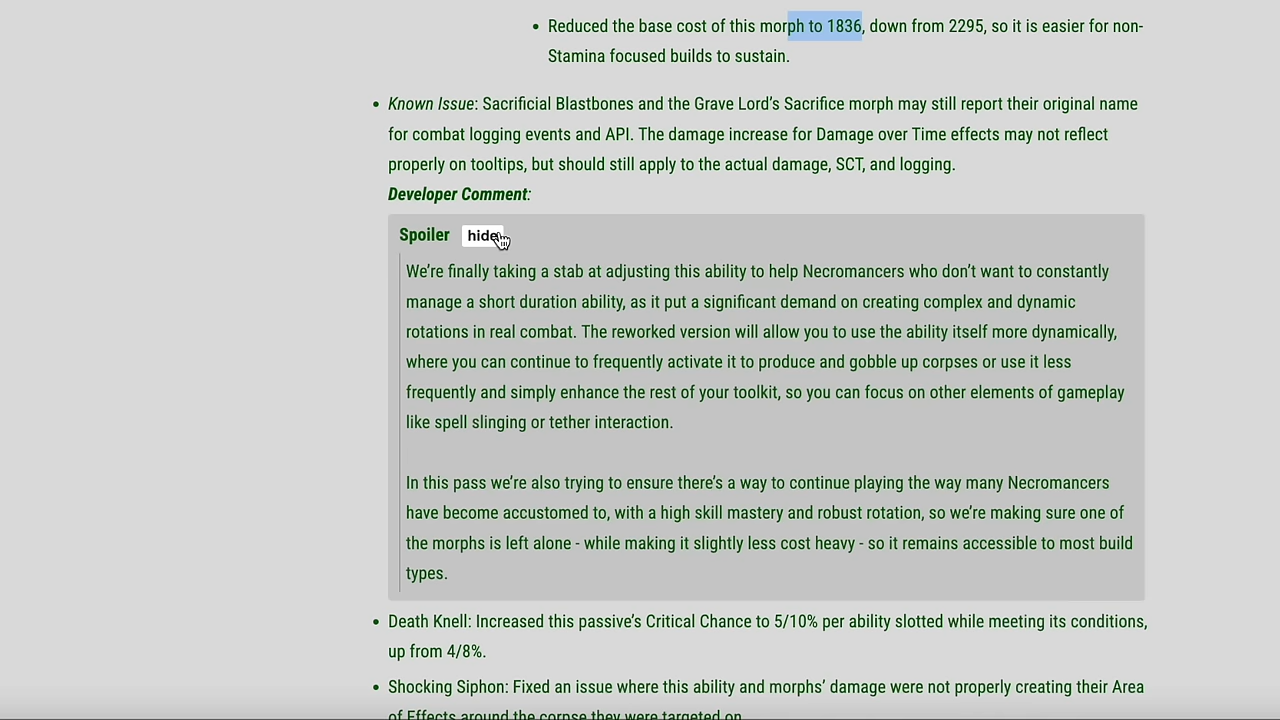 • Reduced the base cost of this morph to 1836, down from 2295, so it is easier for non-
Stamina focused builds to sustain.
• Known Issue: Sacrificial Blastbones and the Grave Lord’s Sacrifice morph may still report their original name
for combat logging events and API. The damage increase for Damage over Time effects may not reflect
properly on tooltips, but should still apply to the actual damage, SCT, and logging.
Developer Comment:
Spoiler hide
We’re finally taking a stab at adjusting this ability to help Necromancers who don’t want to constantly
manage a short duration ability, as it put a significant demand on creating complex and dynamic
rotations in real combat. The reworked version will allow you to use the ability itself more dynamically,
where you can continue to frequently activate it to produce and gobble up corpses or use it less
frequently and simply enhance the rest of your toolkit, so you can focus on other elements of gameplay
like spell slinging or tether interaction.
In this pass we’re also trying to ensure there’s a way to continue playing the way many Necromancers
have become accustomed to, with a high skill mastery and robust rotation, so we’re making sure one of
the morphs is left alone - while making it slightly less cost heavy - so it remains accessible to most build
types.
• Death Knell: Increased this passive’s Critical Chance to 5/10% per ability slotted while meeting its conditions,
up from 4/8%.
• Shocking Siphon: Fixed an issue where this ability and morphs’ damage were not properly creating their Area
of Effects around the corpse they were targeted on